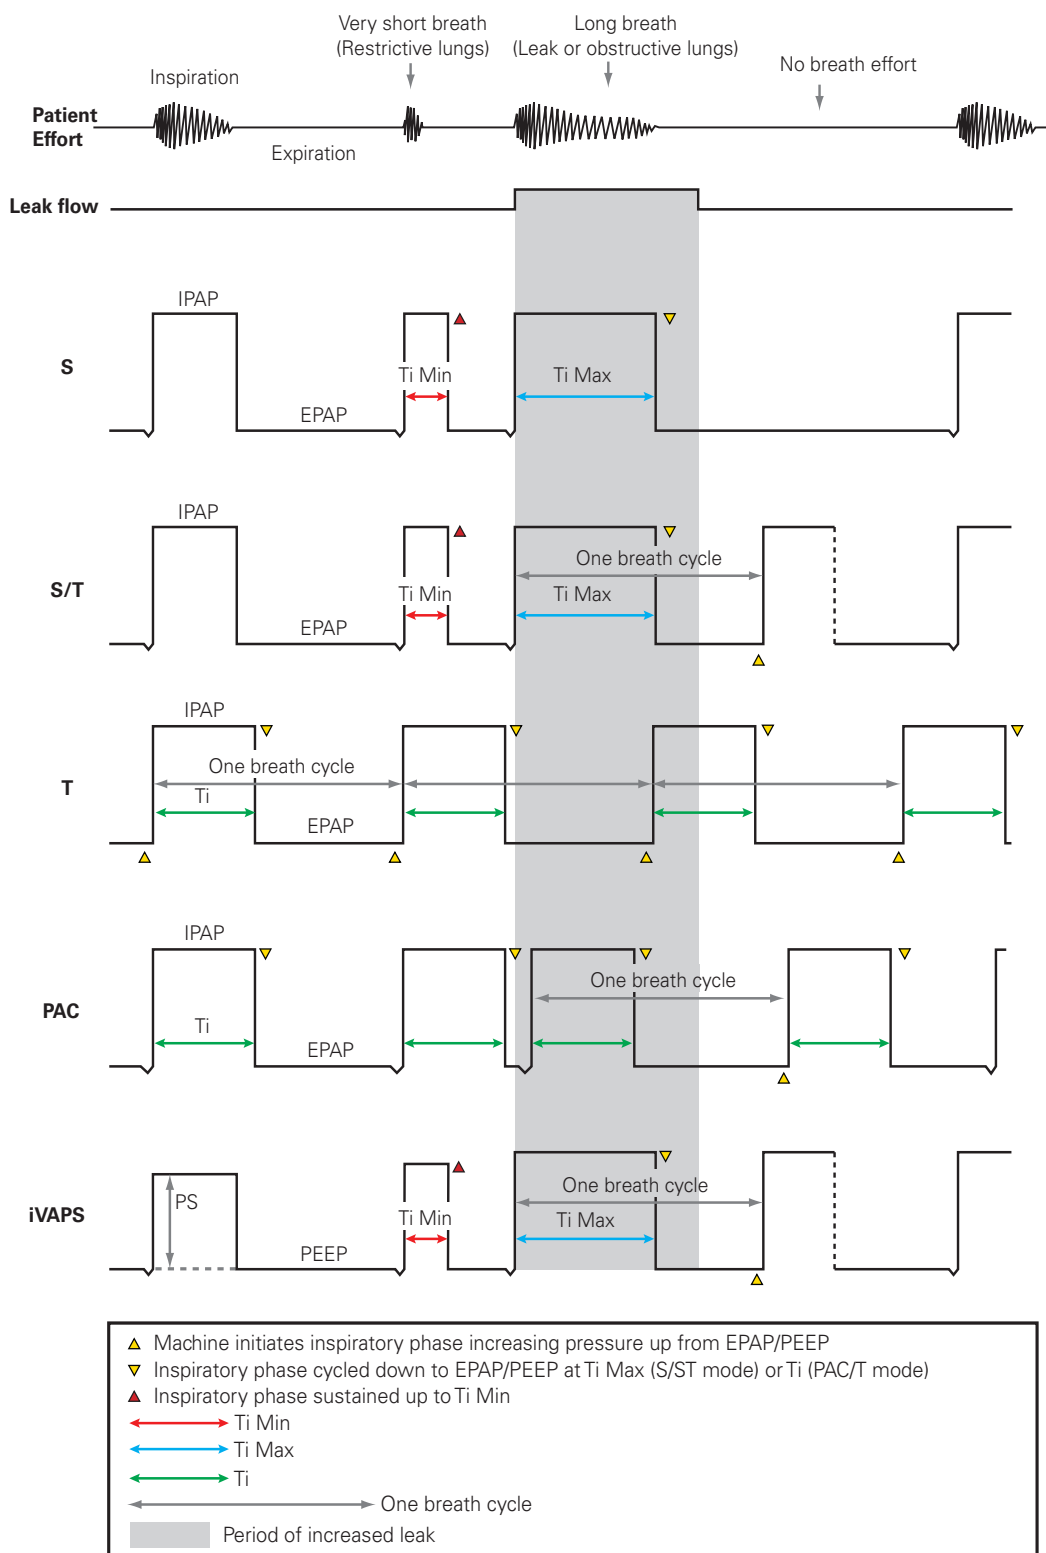 Very short breath
(Restrictive lungs)
Long breath
(Leak or obstructive lungs)
No breath effort
Inspiration
Patient
Effort
Expiration
Leak flow
IPAP
S
Ti Min
Ti Max
EPAP
IPAP
One breath cycle
S/T
Ti Min
Ti Max
EPAP
IPAP
One breath cycle
T
Ti
EPAP
IPAP
One breath cycle
PAC
Ti
EPAP
One breath cycle
PS
iVAPS
Ti Min
Ti Max
PEEP
Machine initiates inspiratory phase increasing pressure up from EPAP/PEEP
Inspiratory phase cycled down to EPAP/PEEP at Ti Max (S/ST mode) or Ti (PAC/T mode)
Inspiratory phase sustained up to Ti Min
Ti Min
Ti Max
Ti
One breath cycle
Period of increased leak